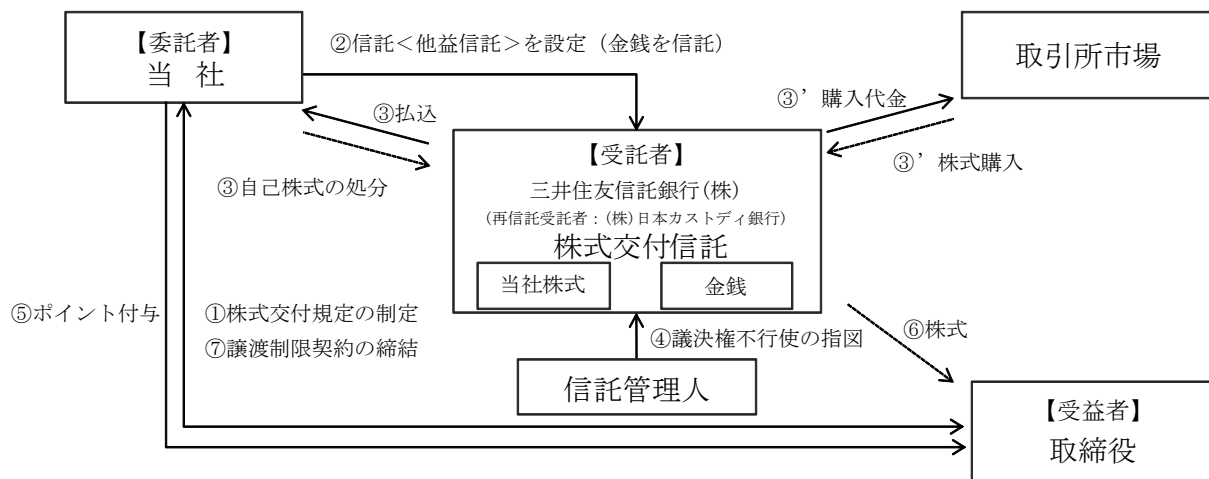 【委託者】
当 社
②信託＜他益信託＞を設定（金銭を信託）
取引所市場
③払込
③’購入代金
③自己株式の処分
③’株式購入
【受託者】
三井住友信託銀行(株)
(再信託受託者：(株)日本カストディ銀行)
株式交付信託
当社株式
金銭
⑤ポイント付与
①株式交付規定の制定
⑦譲渡制限契約の締結
④議決権不行使の指図
⑥株式
信託管理人
【受益者】
取締役